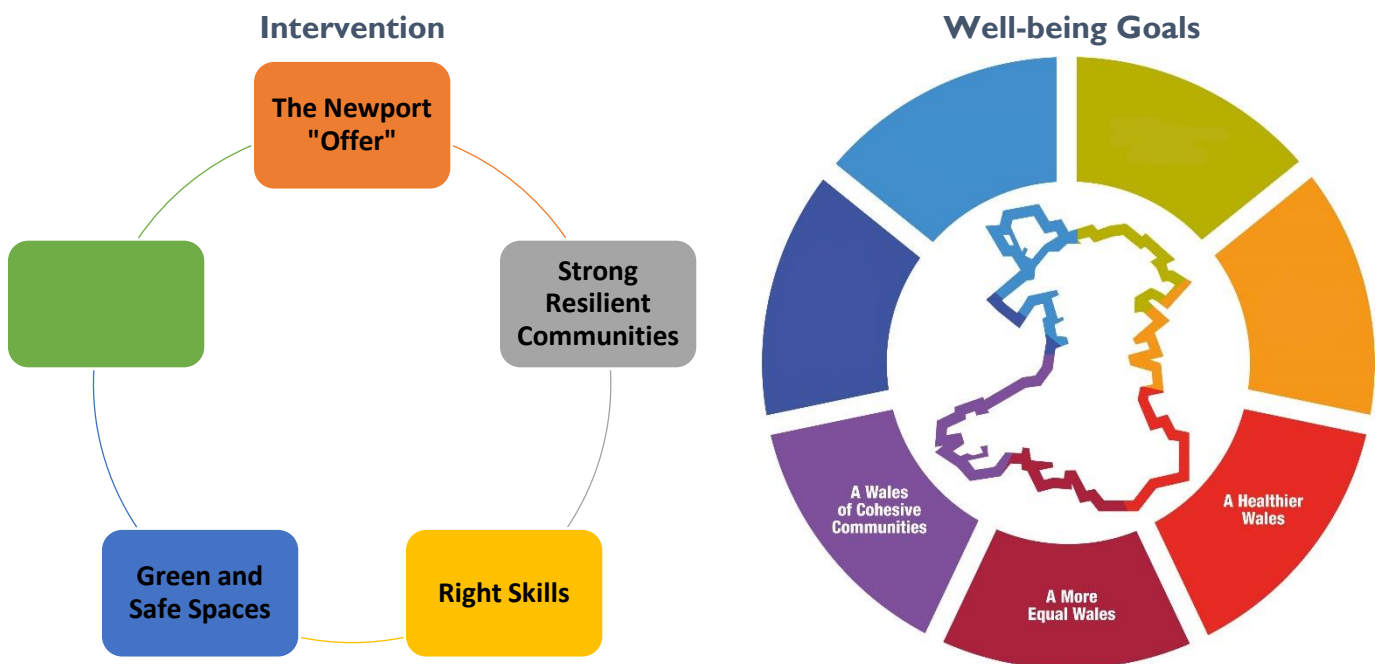 Intervention
The Newport
"Offer"
Strong
Resilient
Communities
Right Skills
Green and
Safe Spaces
Well-being Goals
A Healthier
Wales
A More
Equal Wales
A Wales
of Cohesive
Communities